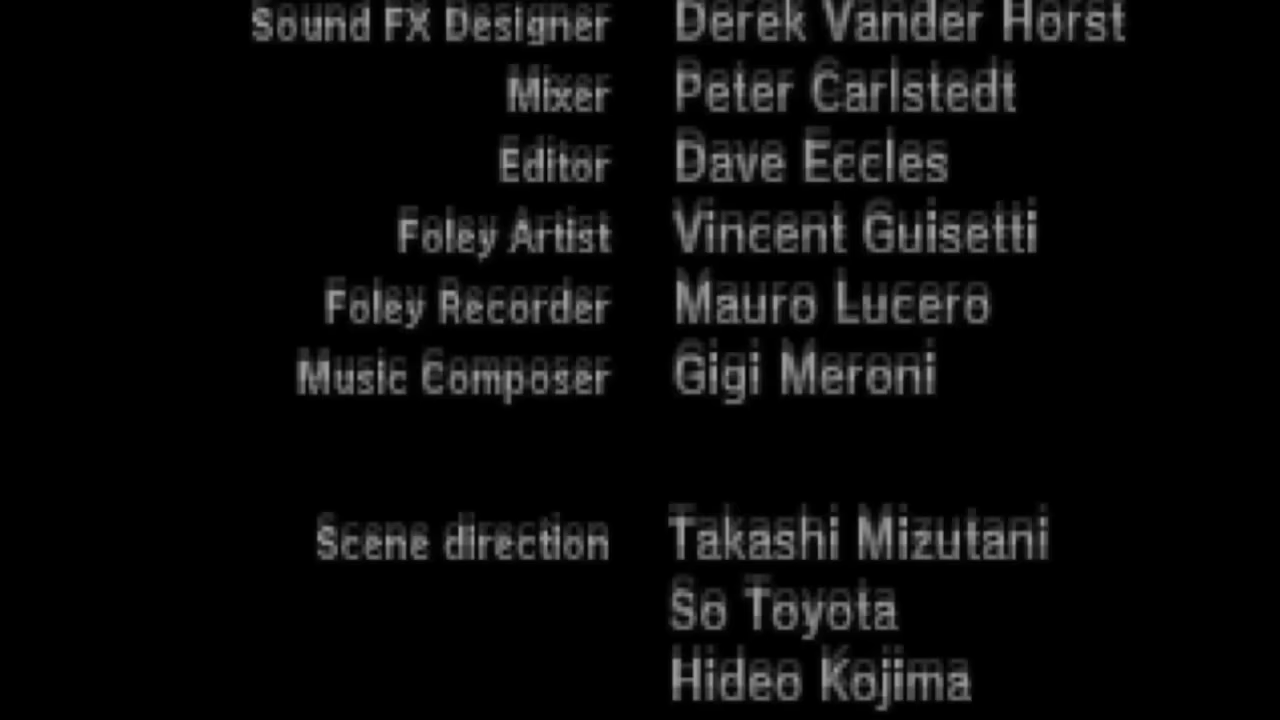 Sound FX Designer Derek Vander Horst
Mixer Peter Carlstedt
Editor Dave Eccles
Foley Artist Vincent Guisetti
Foley Recorder Mauro Lucero
Music Composer Gigi Meroni
Scene direction Takashi Mizutani
So Toyota
Hideo Kojima